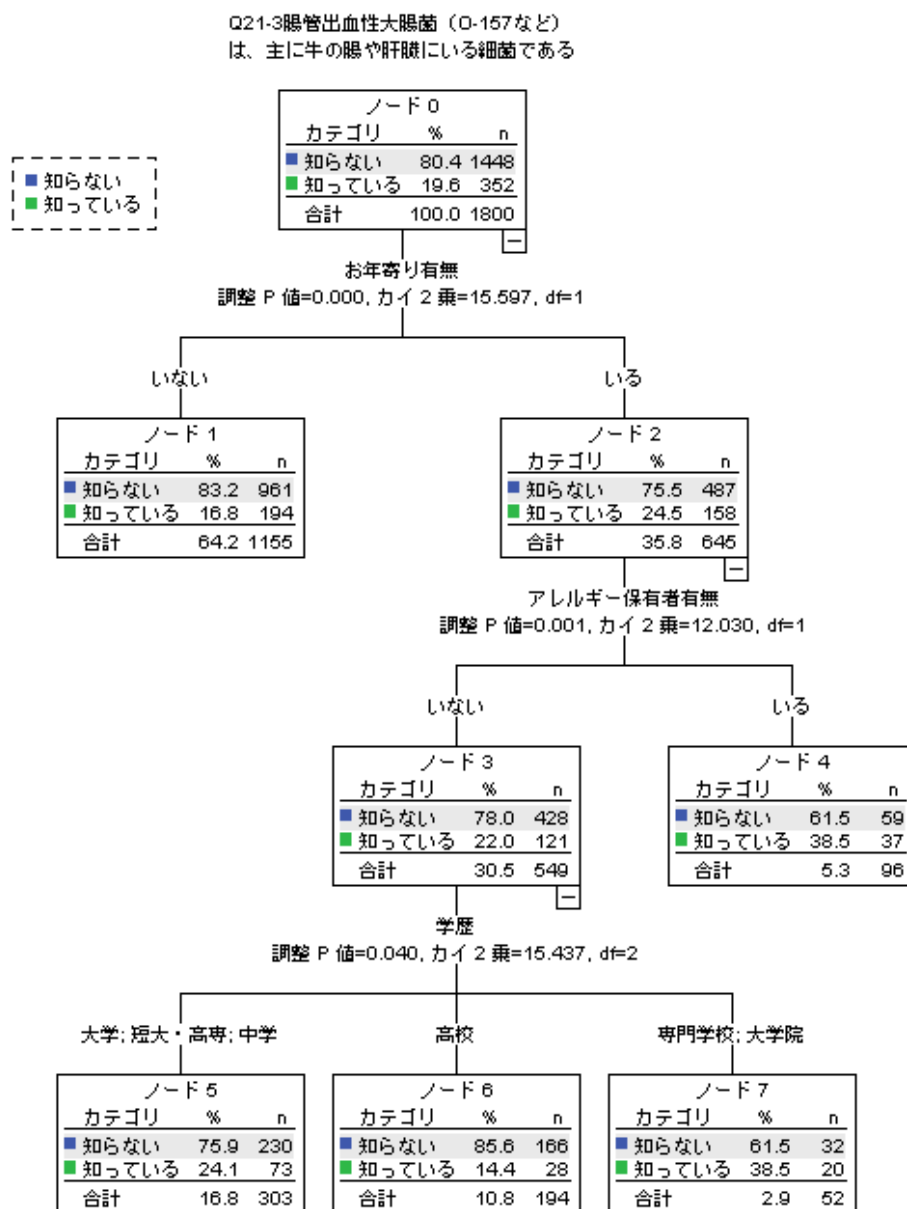 Q21-3腸管出血性大腸菌（O-157など）
は、主に牛の腸や肝臓にいる細菌である
ノード 0
カテゴリ % n
知らない 80.4 1448
知っている 19.6 352
合計 100.0 1800
知らない
知っている
お年寄り有無
調整 P 値=0.000, カイ 2 乗=15.597, df=1
いない
いる
ノード 1
カテゴリ % n
知らない 83.2 961
知っている 16.8 194
合計 64.2 1155
ノード 2
カテゴリ % n
知らない 75.5 487
知っている 24.5 158
合計 35.8 645
アレルギー保有者有無
調整 P 値=0.001, カイ 2 乗=12.030, df=1
いない
いる
ノード 3
カテゴリ % n
知らない 78.0 428
知っている 22.0 121
合計 30.5 549
ノード 4
カテゴリ % n
知らない 61.5 59
知っている 38.5 37
合計 5.3 96
学歴
調整 P 値=0.040, カイ 2 乗=15.437, df=2
大学; 短大・高専; 中学
高校
専門学校; 大学院
ノード 5
カテゴリ % n
知らない 75.9 230
知っている 24.1 73
合計 16.8 303
ノード 6
カテゴリ % n
知らない 85.6 166
知っている 14.4 28
合計 10.8 194
ノード 7
カテゴリ % n
知らない 61.5 32
知っている 38.5 20
合計 2.9 52